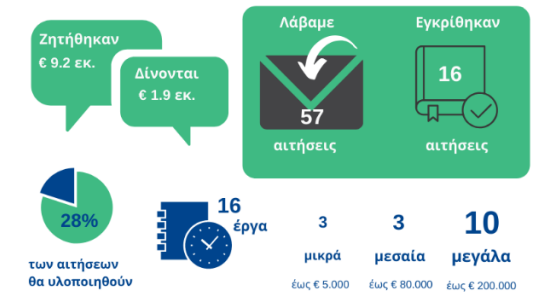 Ζητήθηκαν
€ 9.2 εκ.
Δίνονται
€ 1.9 εκ.
Λάβαμε
57
αιτήσεις
Εγκρίθηκαν
16
αιτήσεις
28%
των αιτήσεων
θα υλοποιηθούν
16
έργα
3
μικρά
έως € 5.000
3
μεσαία
έως € 80.000
10
μεγάλα
έως € 200.000